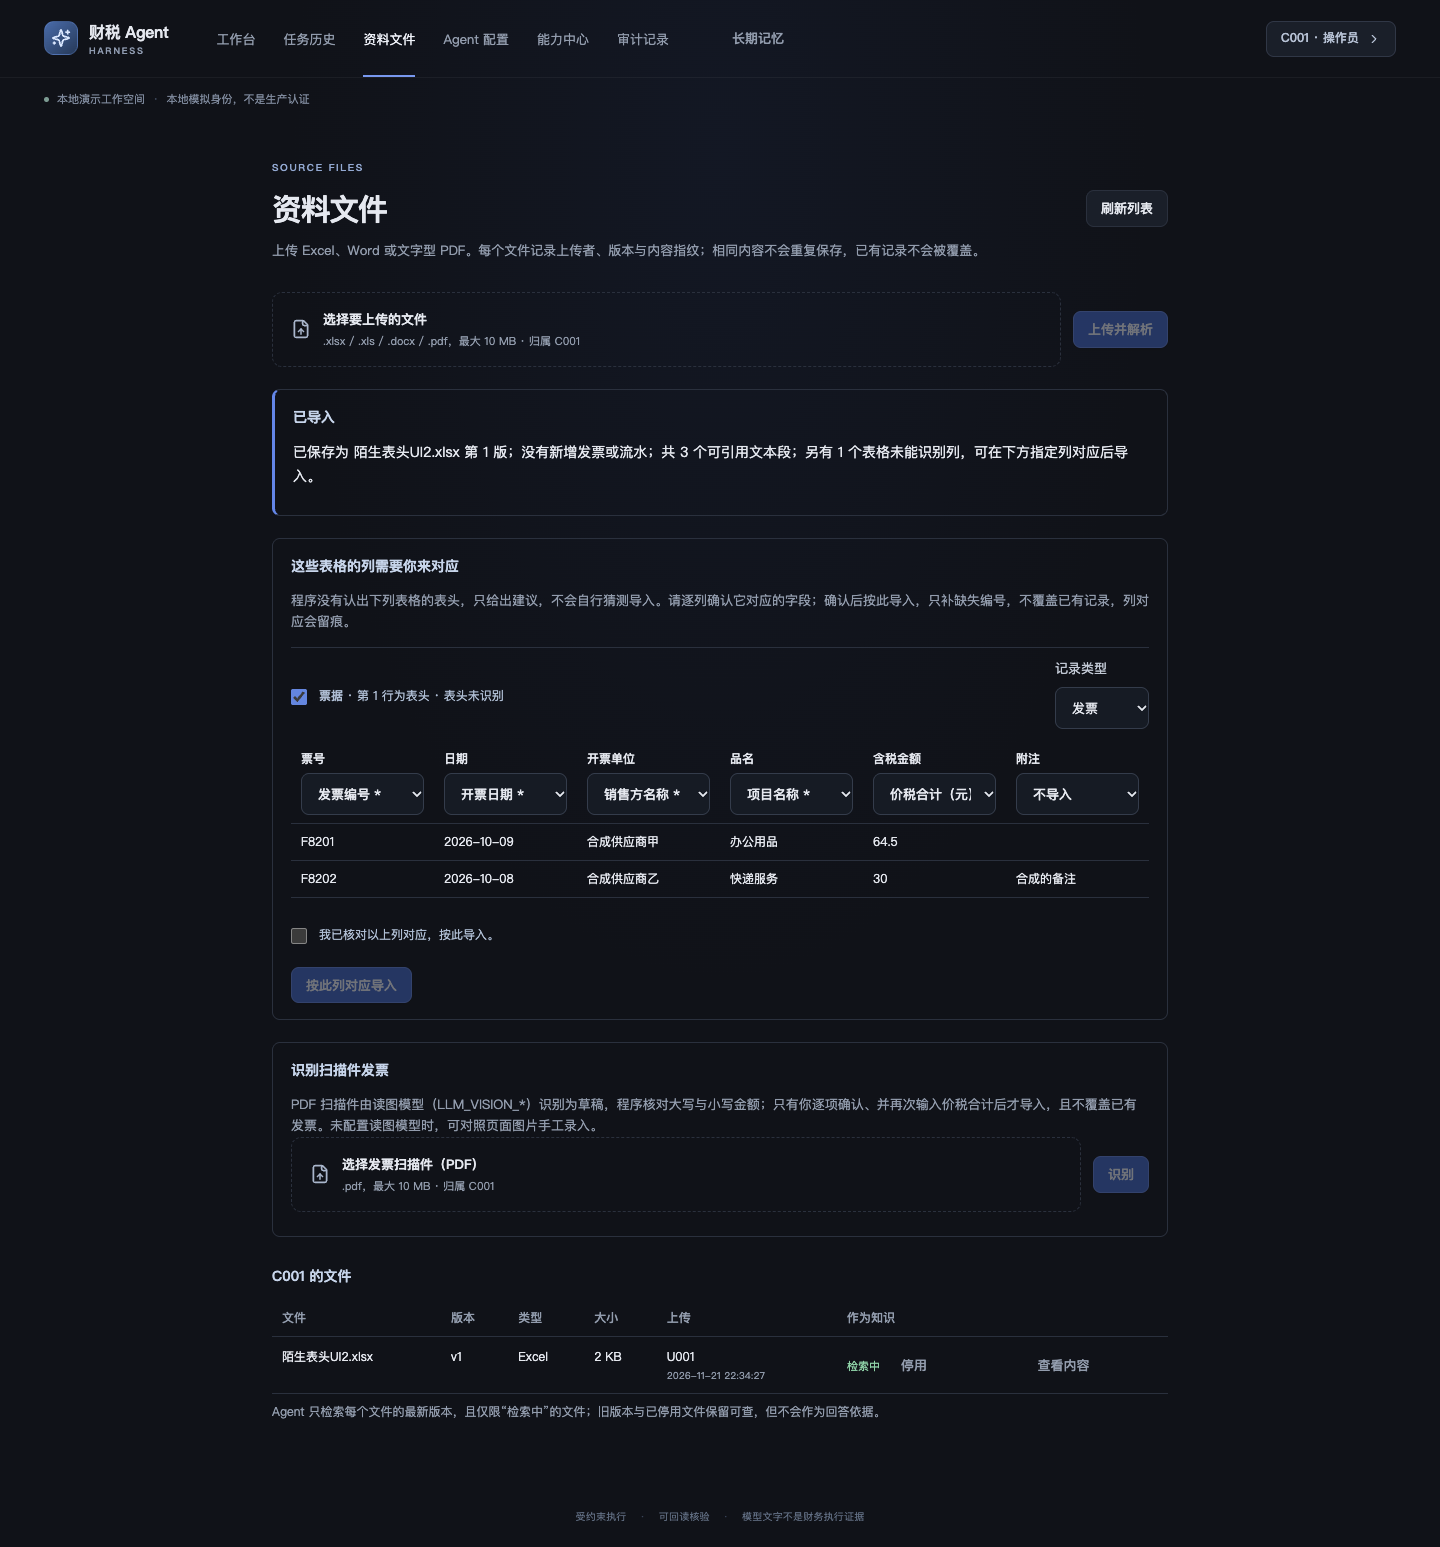 财税 Agent
HARNESS
工作台 任务历史 资料文件 Agent 配置 能力中心 审计记录 长期记忆
C001 · 操作员
本地演示工作空间 · 本地模拟身份，不是生产认证
SOURCE FILES
资料文件
刷新列表
上传 Excel、Word 或文字型 PDF。每个文件记录上传者、版本与内容指纹；相同内容不会重复保存，已有记录不会被覆盖。
选择要上传的文件
.xlsx / .xls / .docx / .pdf，最大 10 MB · 归属 C001
上传并解析
已导入
已保存为 陌生表头UI2.xlsx 第 1 版；没有新增发票或流水；共 3 个可引用文本段；另有 1 个表格未能识别列，可在下方指定列对应后导
入。
这些表格的列需要你来对应
程序没有认出下列表格的表头，只给出建议，不会自行猜测导入。请逐列确认它对应的字段；确认后按此导入，只补缺失编号，不覆盖已有记录，列对
应会留痕。
记录类型
票据 · 第 1 行为表头 · 表头未识别
发票
票号 日期 开票单位 品名 含税金额 附注
发票编号 * 开票日期 * 销售方名称 * 项目名称 * 价税合计（元） 不导入
F8201 2026-10-09 合成供应商甲 办公用品 64.5
F8202 2026-10-08 合成供应商乙 快递服务 30 合成的备注
我已核对以上列对应，按此导入。
按此列对应导入
识别扫描件发票
PDF 扫描件由读图模型（LLM_VISION_*）识别为草稿，程序核对大写与小写金额；只有你逐项确认、并再次输入价税合计后才导入，且不覆盖已有
发票。未配置读图模型时，可对照页面图片手工录入。
选择发票扫描件（PDF）
.pdf，最大 10 MB · 归属 C001
识别
C001 的文件
文件 版本 类型 大小 上传 作为知识
陌生表头UI2.xlsx v1 Excel 2 KB U001
2026-11-21 22:34:27
检索中 停用 查看内容
Agent 只检索每个文件的最新版本，且仅限“检索中”的文件；旧版本与已停用文件保留可查，但不会作为回答依据。
受约束执行 · 可回读核验 · 模型文字不是财务执行证据